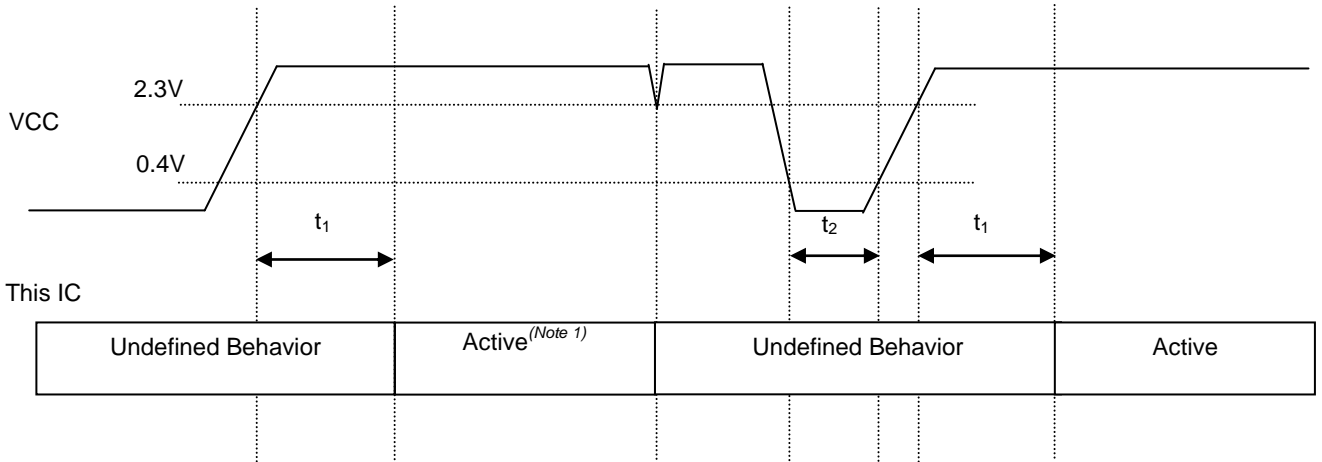 2.3V
VCC
0.4V
t₁
t₂
t₁
This IC
Undefined Behavior
Active(Note 1)
Undefined Behavior
Active